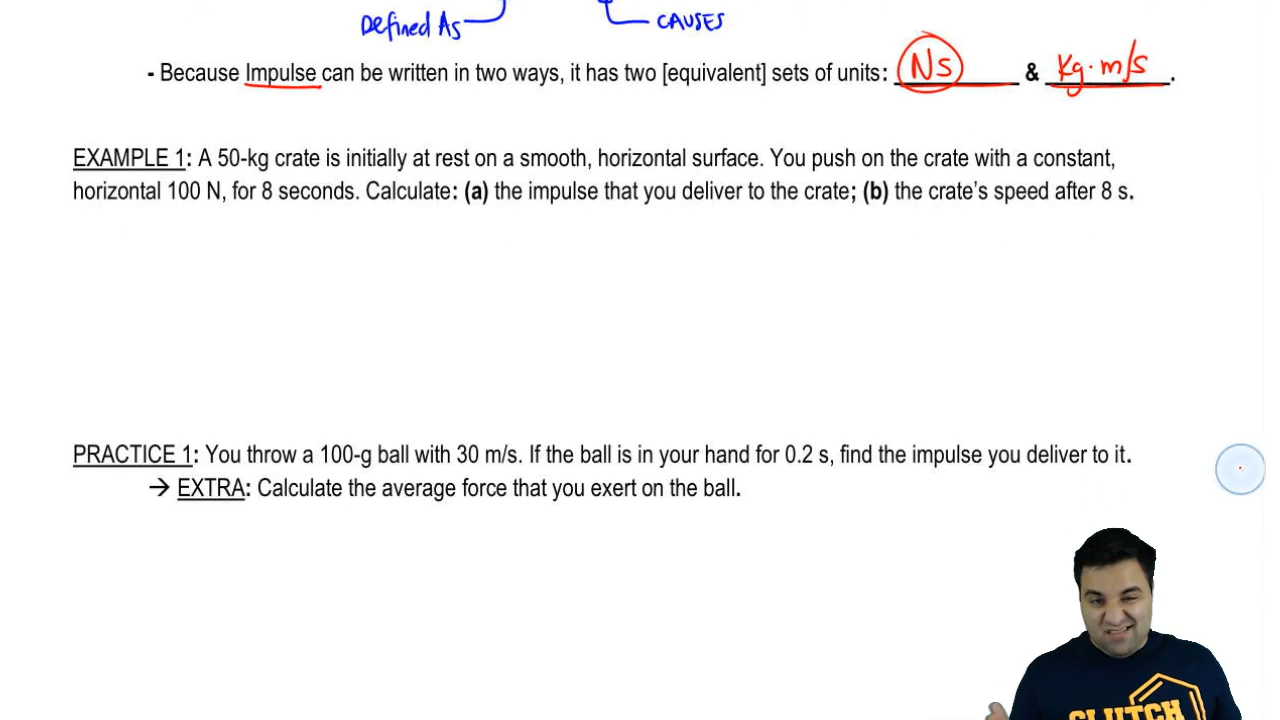 Defined As
CAUSES
- Because Impulse can be written in two ways, it has two [equivalent] sets of units: Ns & Kg·m/s.
EXAMPLE 1: A 50-kg crate is initially at rest on a smooth, horizontal surface. You push on the crate with a constant,
horizontal 100 N, for 8 seconds. Calculate: (a) the impulse that you deliver to the crate; (b) the crate's speed after 8 s.
PRACTICE 1: You throw a 100-g ball with 30 m/s. If the ball is in your hand for 0.2 s, find the impulse you deliver to it.
→ EXTRA: Calculate the average force that you exert on the ball.
CLUTCH